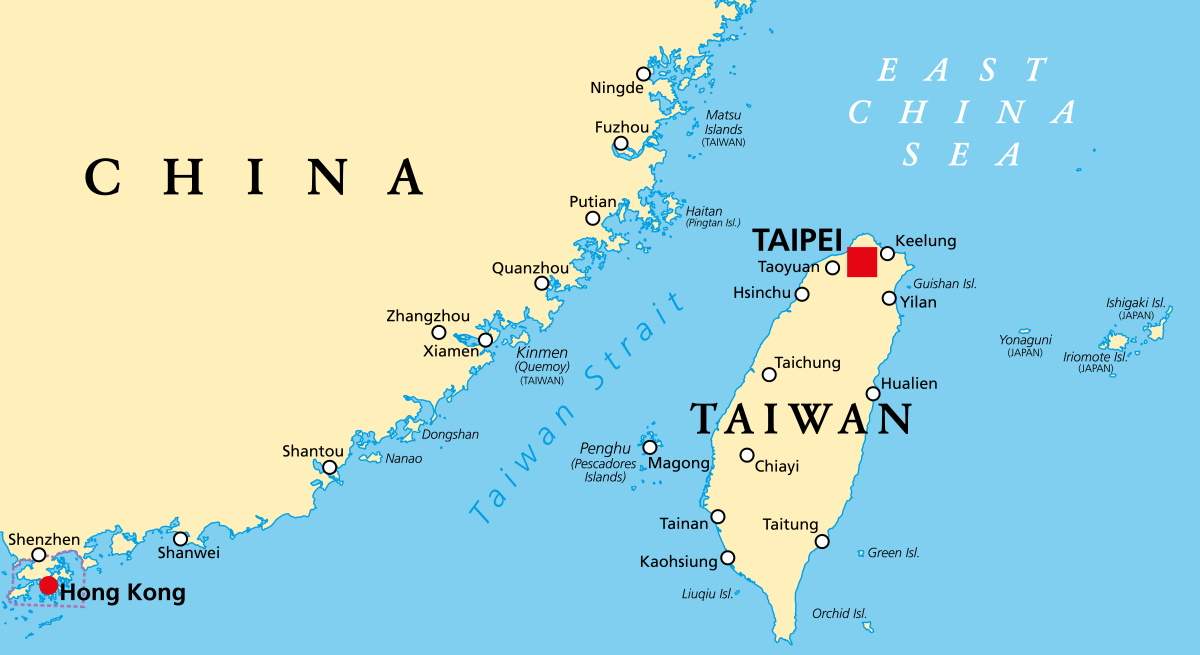 EAST
CHINA
SEA
Ningde
Matsu
Islands
(TAIWAN)
Fuzhou
CHINA
Putian
Haitan
(Pingtan Isl.)
TAIPEI
Keelung
Quanzhou
Taoyuan
Guishan Isl.
Hsinchu
Yilan
Taiwan Strait
Ishigaki Isl.
(JAPAN)
Zhangzhou
Xiamen
Kinmen
(Quemoy)
(TAIWAN)
Yonaguni
(JAPAN)
Iriomote Isl.
(JAPAN)
Taichung
Hualien
TAIWAN
Dongshan
Shantou
Nanao
Penghu
(Pescadores
Islands)
Magong
Chiayi
Tainan
Taitung
Shenzhen
Shanwei
Green Isl.
Kaohsiung
Hong Kong
Liuqiu Isl.
Orchid Isl.